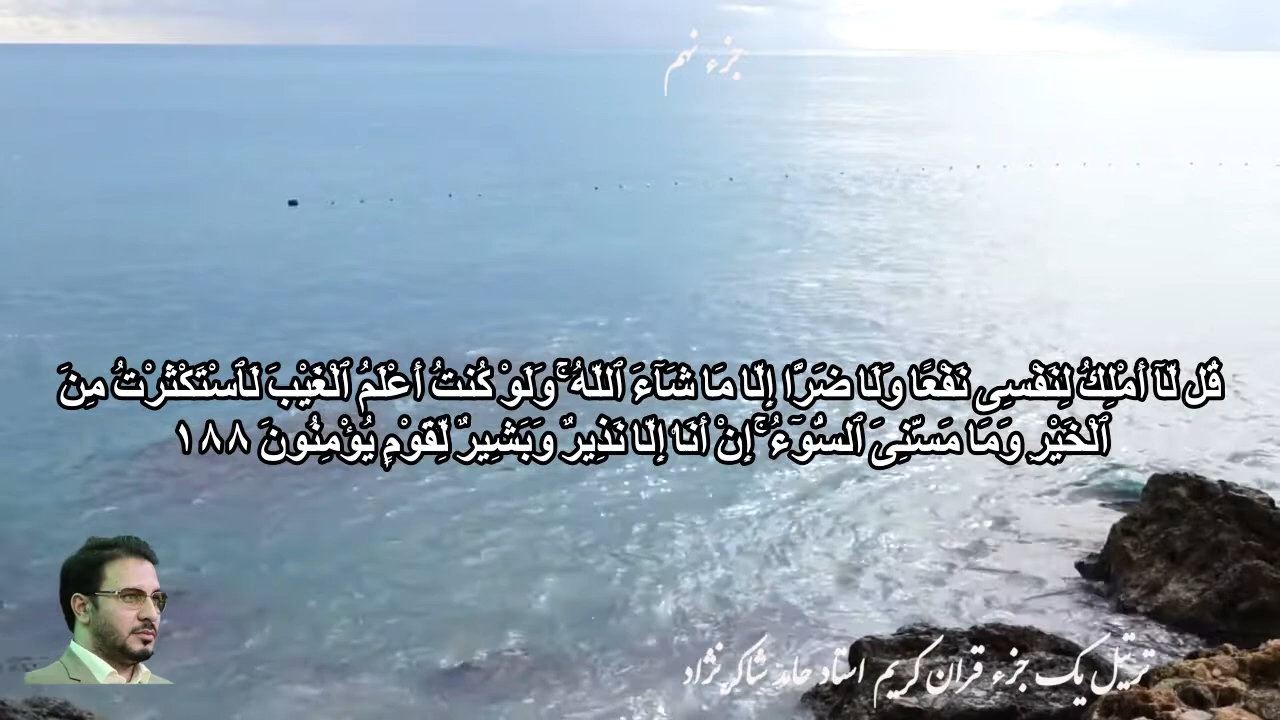 جزء نهم
قُل لَّآ أَمْلِكُ لِنَفْسِى نَفْعًا وَلَا ضَرًّا إِلَّا مَا شَآءَ ٱللَّهُ ۚ وَلَوْ كُنتُ أَعْلَمُ ٱلْغَيْبَ لَٱسْتَكْثَرْتُ مِنَ
ٱلْخَيْرِ وَمَا مَسَّنِىَ ٱلسُّوٓءُ ۚ إِنْ أَنَا۠ إِلَّا نَذِيرٌ وَبَشِيرٌ لِّقَوْمٍ يُؤْمِنُونَ ١٨٨
ترتیل یک جزء قران کریم استاد حامد شاکرنژاد